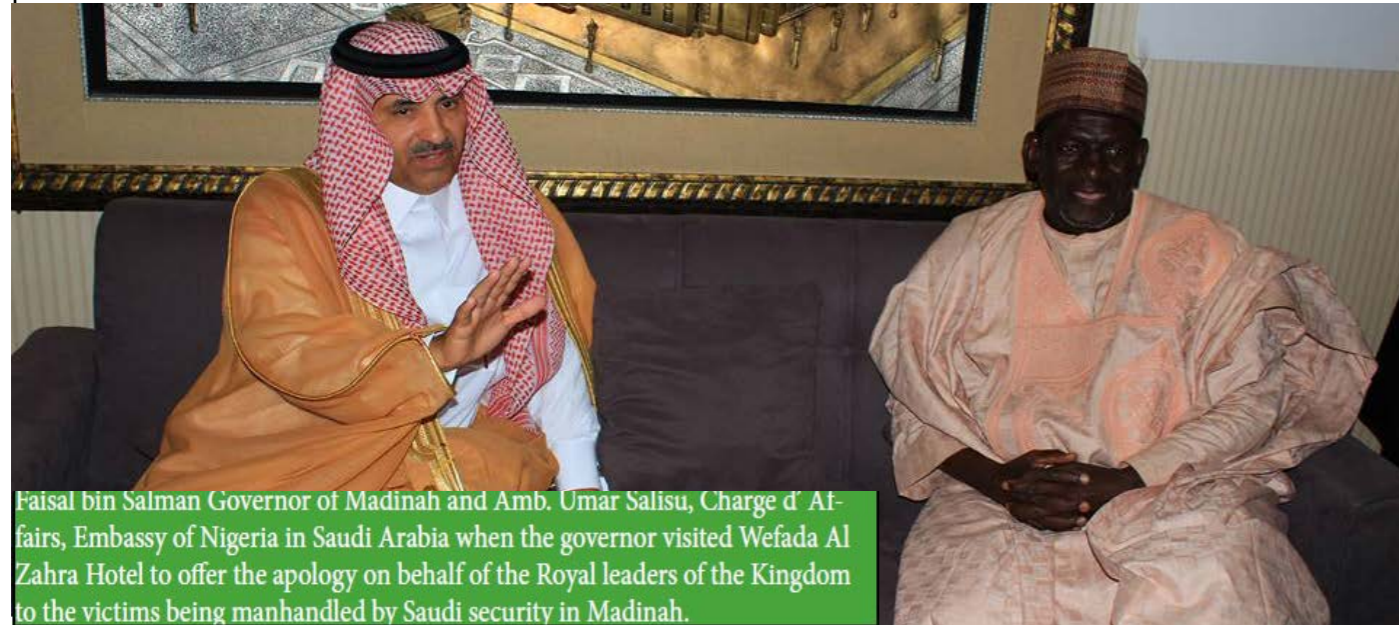 Faisal bin Salman Governor of Madinah and Amb. Umar Salisu, Charge d' Af-
fairs, Embassy of Nigeria in Saudi Arabia when the governor visited Wefada Al
Zahra Hotel to offer the apology on behalf of the Royal leaders of the Kingdom
to the victims being manhandled by Saudi security in Madinah.